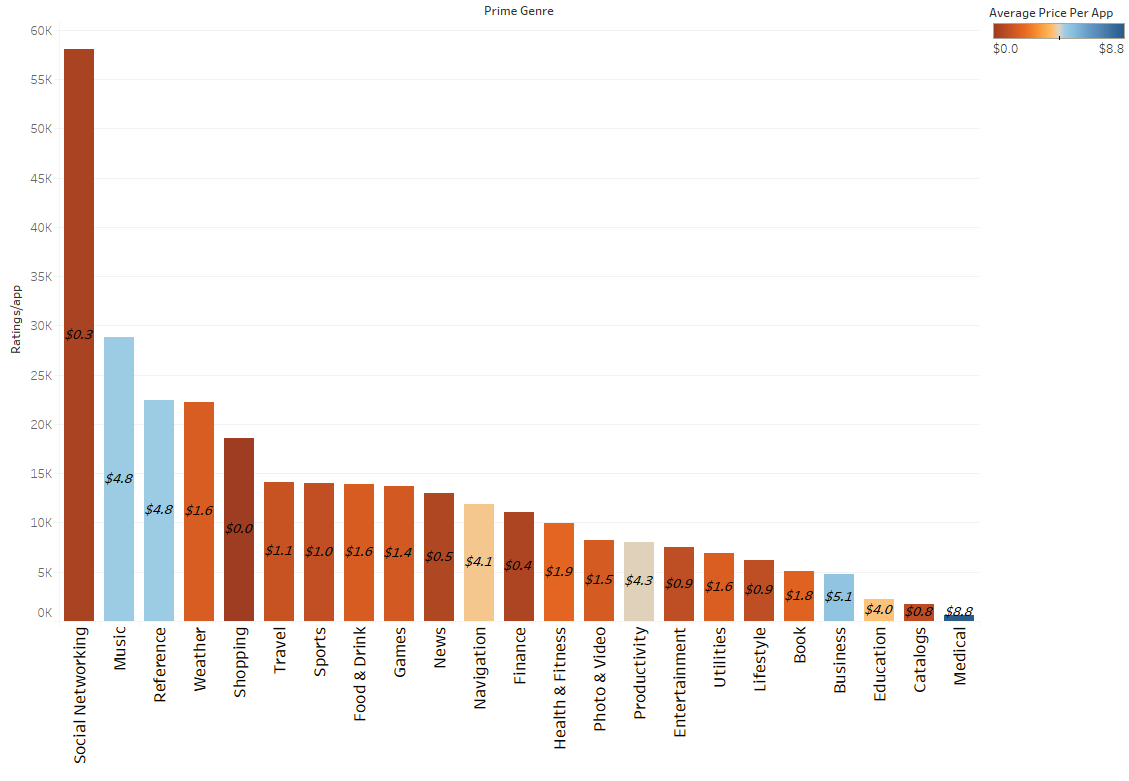 Prime Genre
Average Price Per App
$0.0 $8.8
Ratings/app
60K
55K
50K
45K
40K
35K
30K
25K
20K
15K
10K
5K
0K
$0.3
$4.8
$4.8
$1.6
$0.0
$1.1
$1.0
$1.6
$1.4
$0.5
$4.1
$0.4
$1.9
$1.5
$4.3
$0.9
$1.6
$0.9
$1.8
$5.1
$4.0
$0.8
$8.8
Social Networking
Music
Reference
Weather
Shopping
Travel
Sports
Food & Drink
Games
News
Navigation
Finance
Health & Fitness
Photo & Video
Productivity
Entertainment
Utilities
Lifestyle
Book
Business
Education
Catalogs
Medical